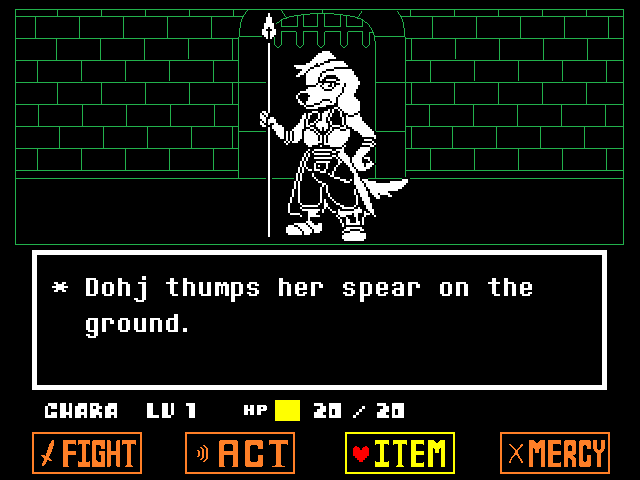 * Dohj thumps her spear on the
ground.
CHARA LV 1 HP 20 / 20
FIGHT ACT ITEM MERCY